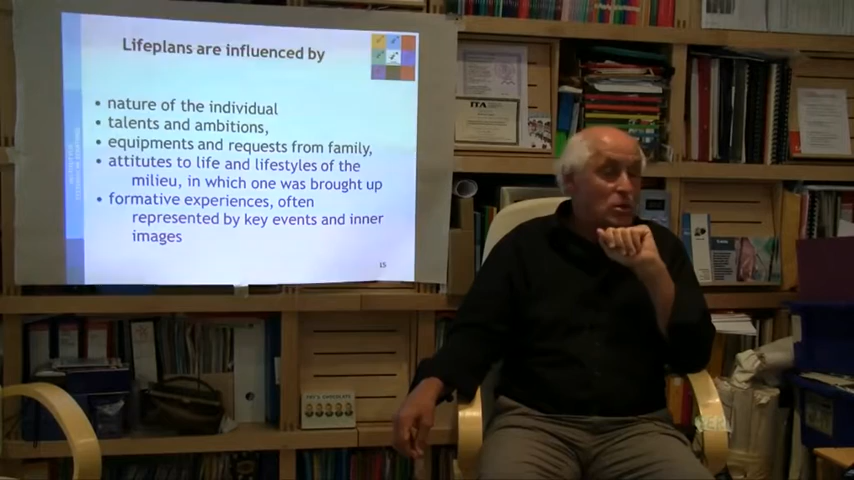 Lifeplans are influenced by
• nature of the individual
• talents and ambitions,
• equipments and requests from family,
• attitutes to life and lifestyles of the
milieu, in which one was brought up
• formative experiences, often
represented by key events and inner
images
15
ITA